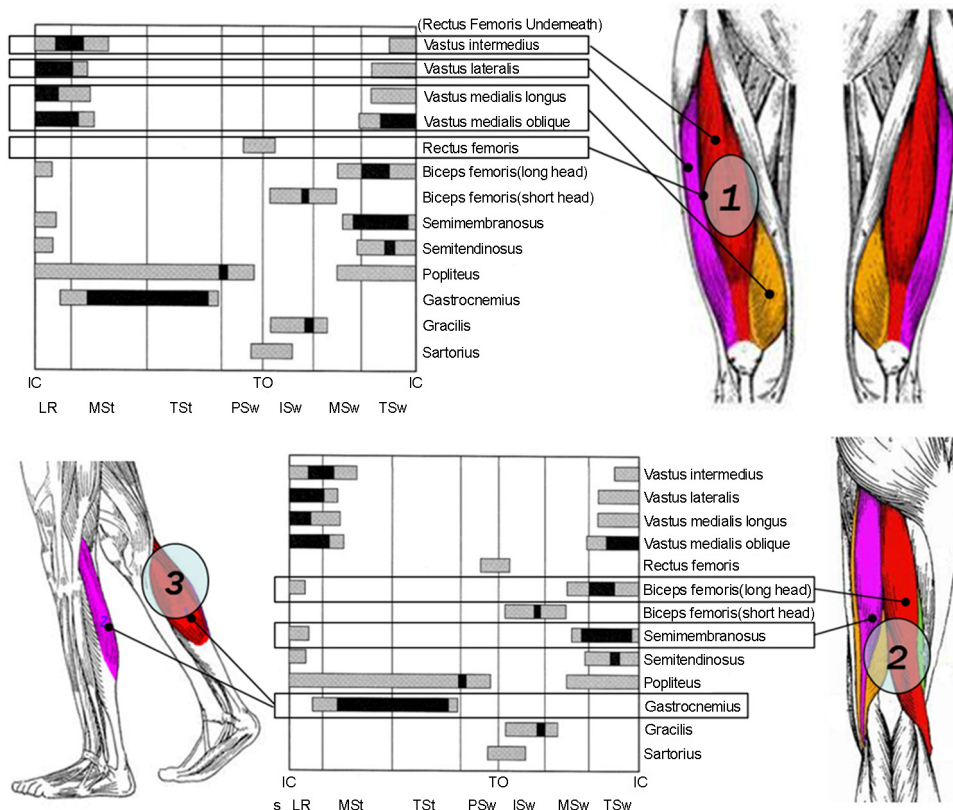 (Rectus Femoris Underneath)
Vastus intermedius
Vastus lateralis
Vastus medialis longus
Vastus medialis oblique
Rectus femoris
Biceps femoris(long head)
Biceps femoris(short head)
Semimembranosus
Semitendinosus
Popliteus
Gastrocnemius
Gracilis
Sartorius
IC TO IC
LR MSt TSt PSw ISw MSw TSw
1
Vastus intermedius
Vastus lateralis
Vastus medialis longus
Vastus medialis oblique
Rectus femoris
Biceps femoris(long head)
Biceps femoris(short head)
Semimembranosus
Semitendinosus
Popliteus
Gastrocnemius
Gracilis
Sartorius
IC TO IC
s LR MSt TSt PSw ISw MSw TSw
3
2